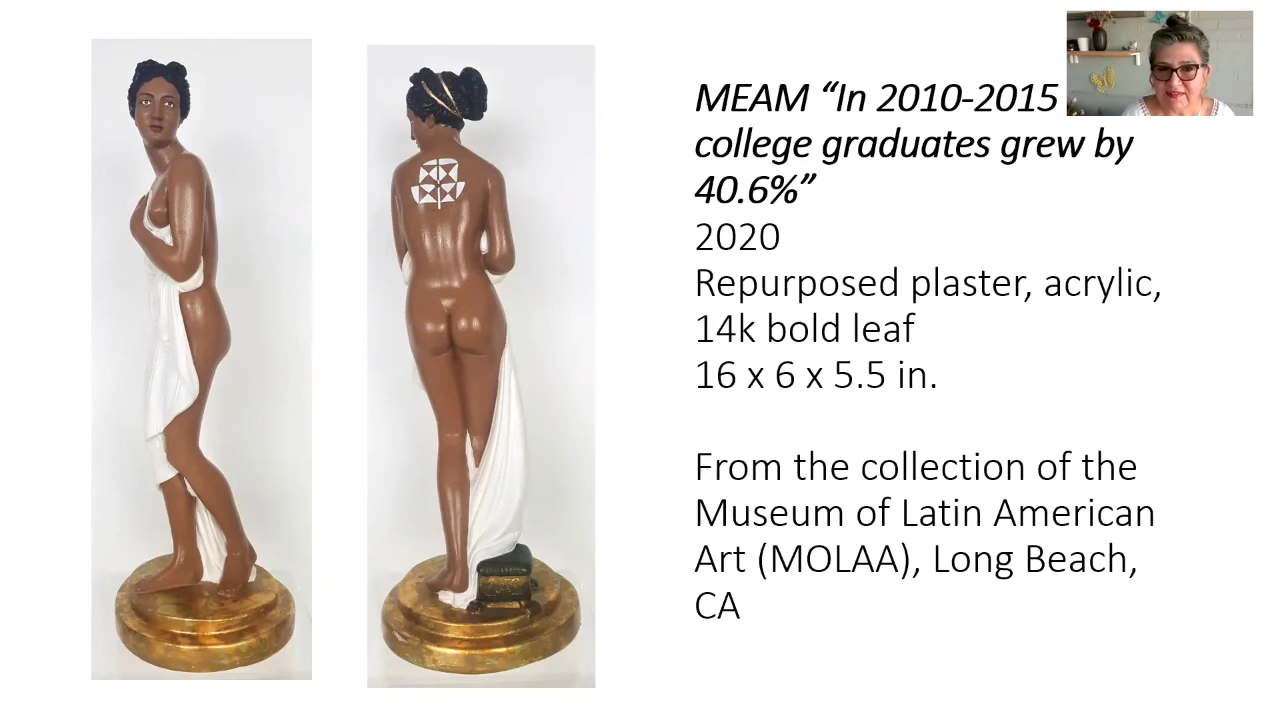 MEAM “In 2010-2015
college graduates grew by
40.6%”
2020
Repurposed plaster, acrylic,
14k bold leaf
16 x 6 x 5.5 in.
From the collection of the
Museum of Latin American
Art (MOLAA), Long Beach,
CA